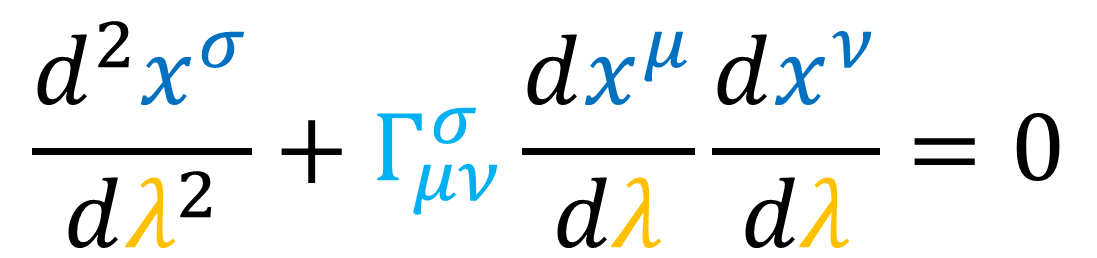 d²x^σ/dλ² + Γ^σ_μν dx^μ/dλ dx^ν/dλ = 0